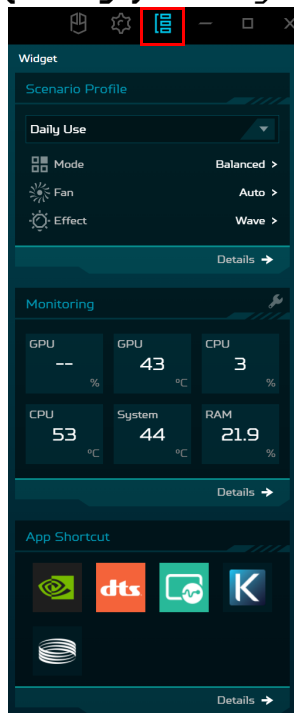 Widget
Scenario Profile
Daily Use
Mode Balanced >
Fan Auto >
Effect Wave >
Details →
Monitoring
GPU GPU CPU
-- 43 3
% °C %
CPU System RAM
53 44 21.9
°C °C %
Details →
App Shortcut
dts K
Details →